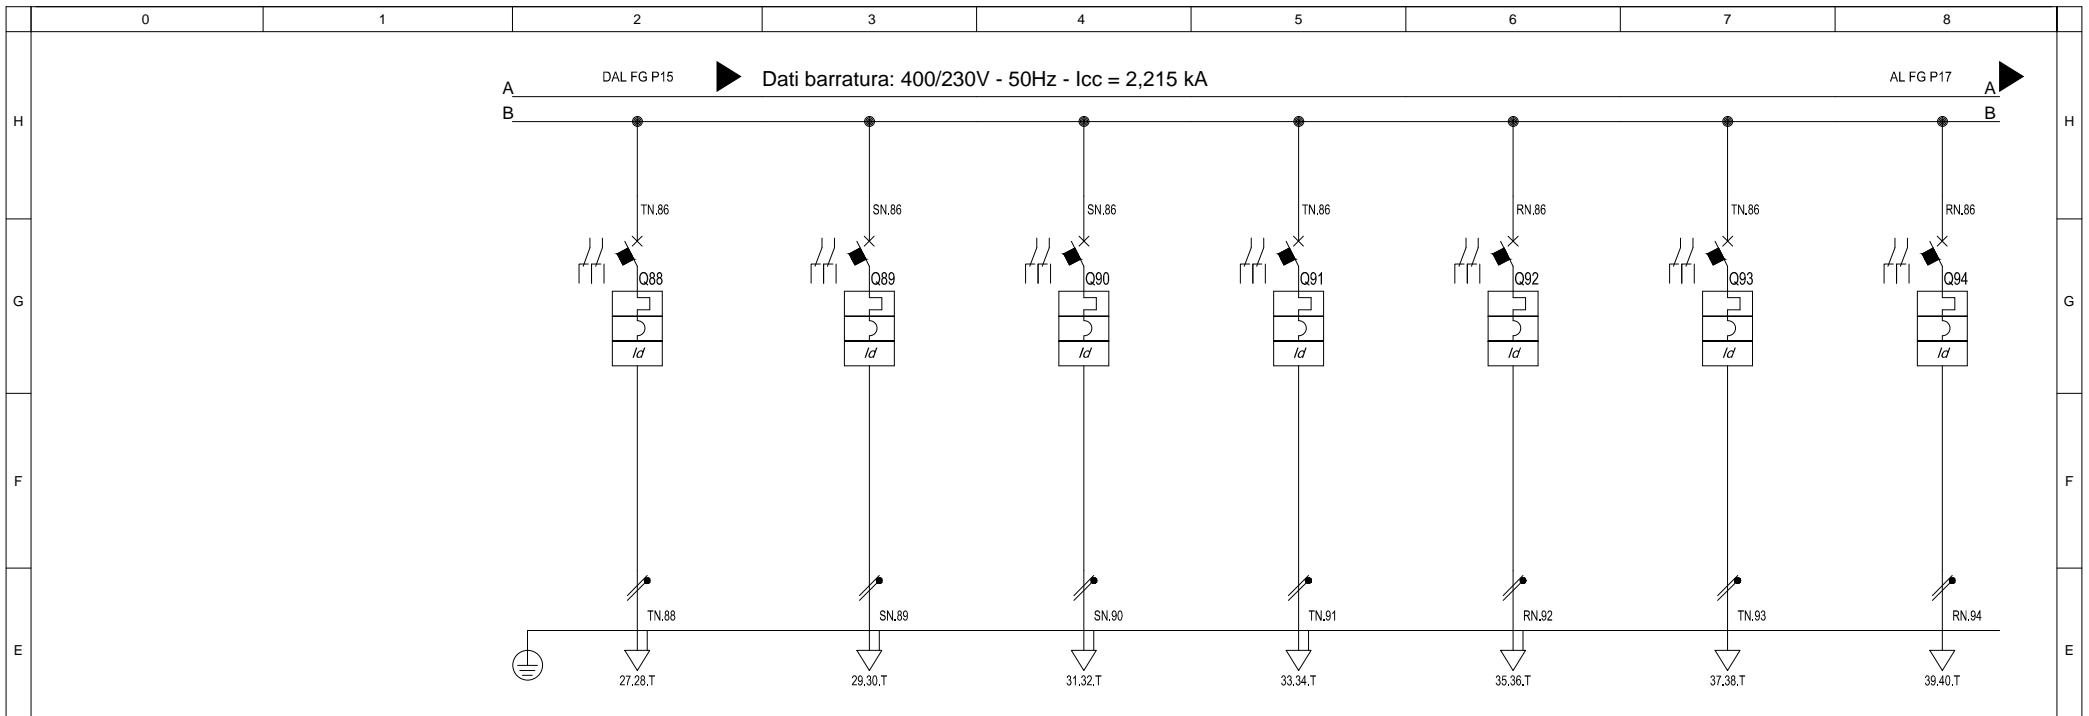 0 1 2 3 4 5 6 7 8
DAL FG P15 Dati barratura: 400/230V - 50Hz - Icc = 2,215 kA AL FG P17
A A
B B
H H
TN.86 SN.86 SN.86 TN.86 RN.86 TN.86 RN.86
Q88 Q89 Q90 Q91 Q92 Q93 Q94
G G
Id Id Id Id Id Id Id
F F
TN.88 SN.89 SN.90 TN.91 RN.92 TN.93 RN.94
E E
27.28.T 29.30.T 31.32.T 33.34.T 35.36.T 37.38.T 39.40.T